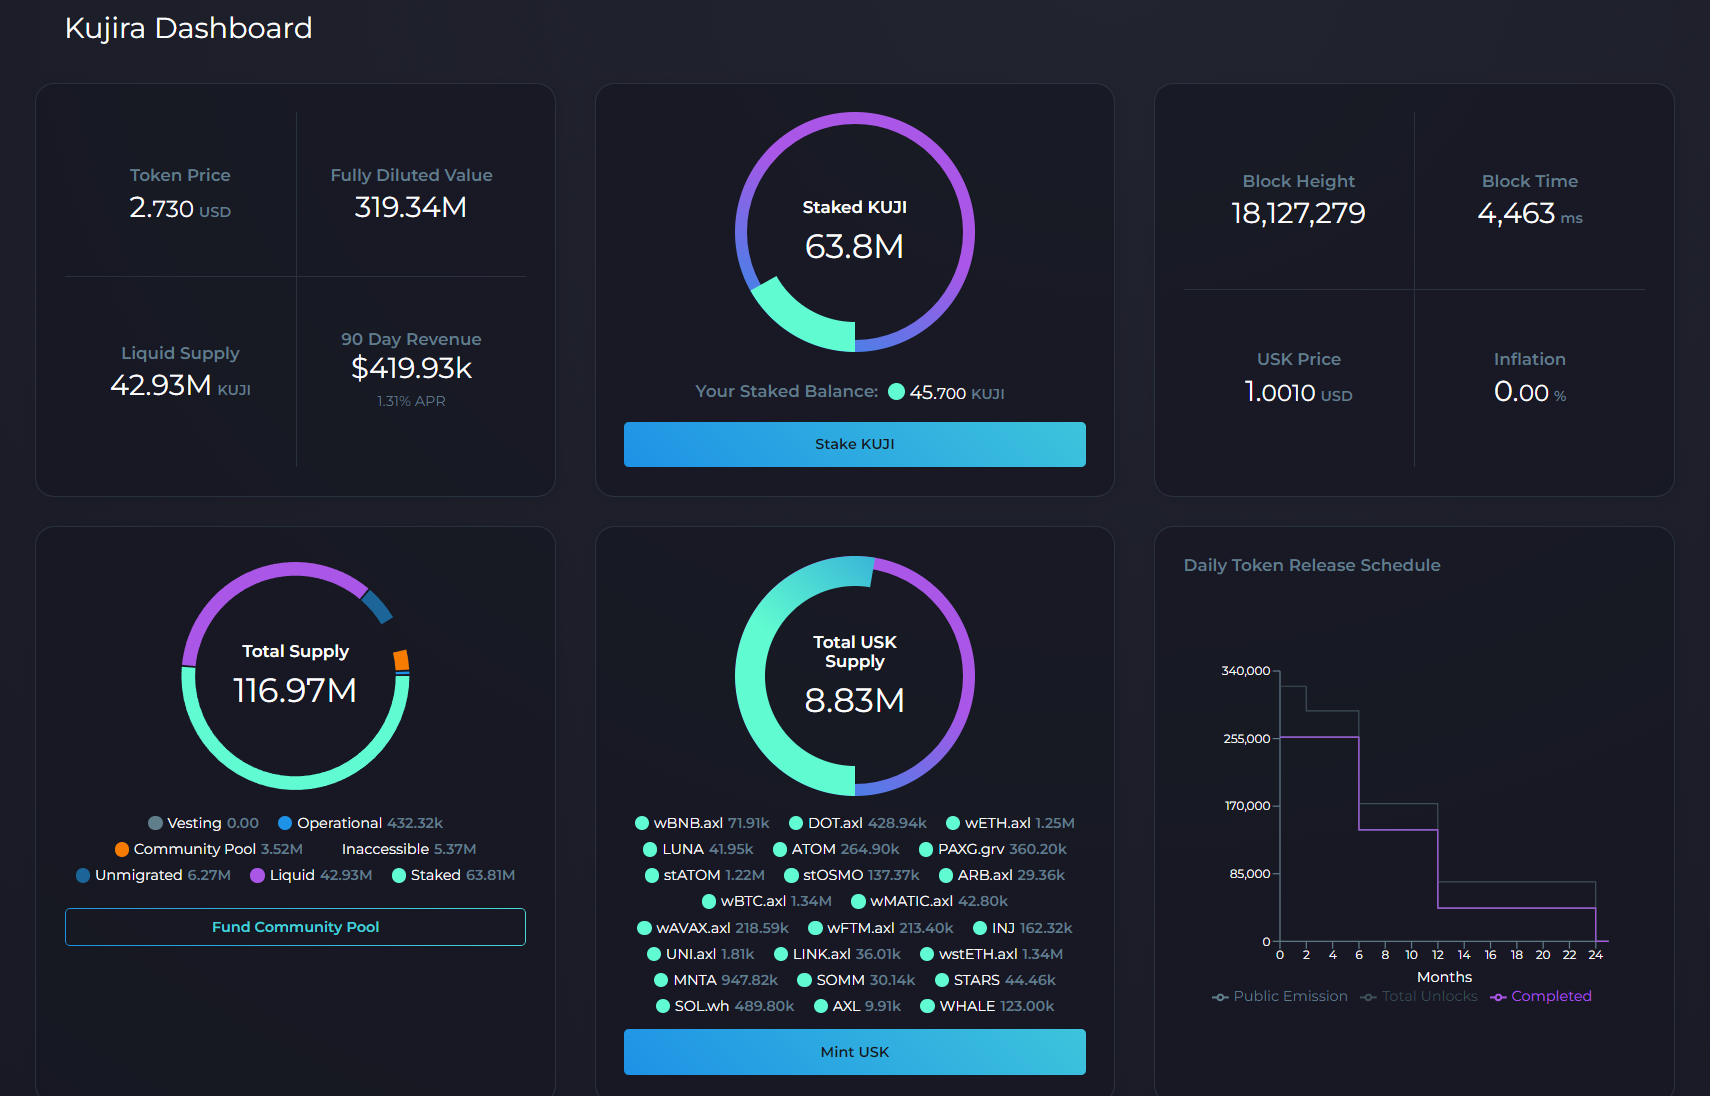 Kujira Dashboard
Token Price
2.730 USD
Fully Diluted Value
319.34M
Liquid Supply
42.93M KUJI
90 Day Revenue
$419.93k
1.31% APR
Staked KUJI
63.8M
Your Staked Balance: 45.700 KUJI
Stake KUJI
Block Height
18,127,279
Block Time
4,463 ms
USK Price
1.0010 USD
Inflation
0.00 %
Total Supply
116.97M
Vesting 0.00 Operational 432.32k
Community Pool 3.52M Inaccessible 5.37M
Unmigrated 6.27M Liquid 42.93M Staked 63.81M
Fund Community Pool
Total USK
Supply
8.83M
wBNB.axl 71.91k DOT.axl 428.94k wETH.axl 1.25M
LUNA 41.95k ATOM 264.90k PAXG.grv 360.20k
stATOM 1.22M stOSMO 137.37k ARB.axl 29.36k
wBTC.axl 1.34M wMATIC.axl 42.80k
wAVAX.axl 218.59k wFTM.axl 213.40k INJ 162.32k
UNI.axl 1.81k LINK.axl 36.01k wstETH.axl 1.34M
MNTA 947.82k SOMM 30.14k STARS 44.46k
SOL.wh 489.80k AXL 9.91k WHALE 123.00k
Mint USK
Daily Token Release Schedule
340,000
255,000
170,000
85,000
0
0 2 4 6 8 10 12 14 16 18 20 22 24
Months
Public Emission Total Unlocks Completed